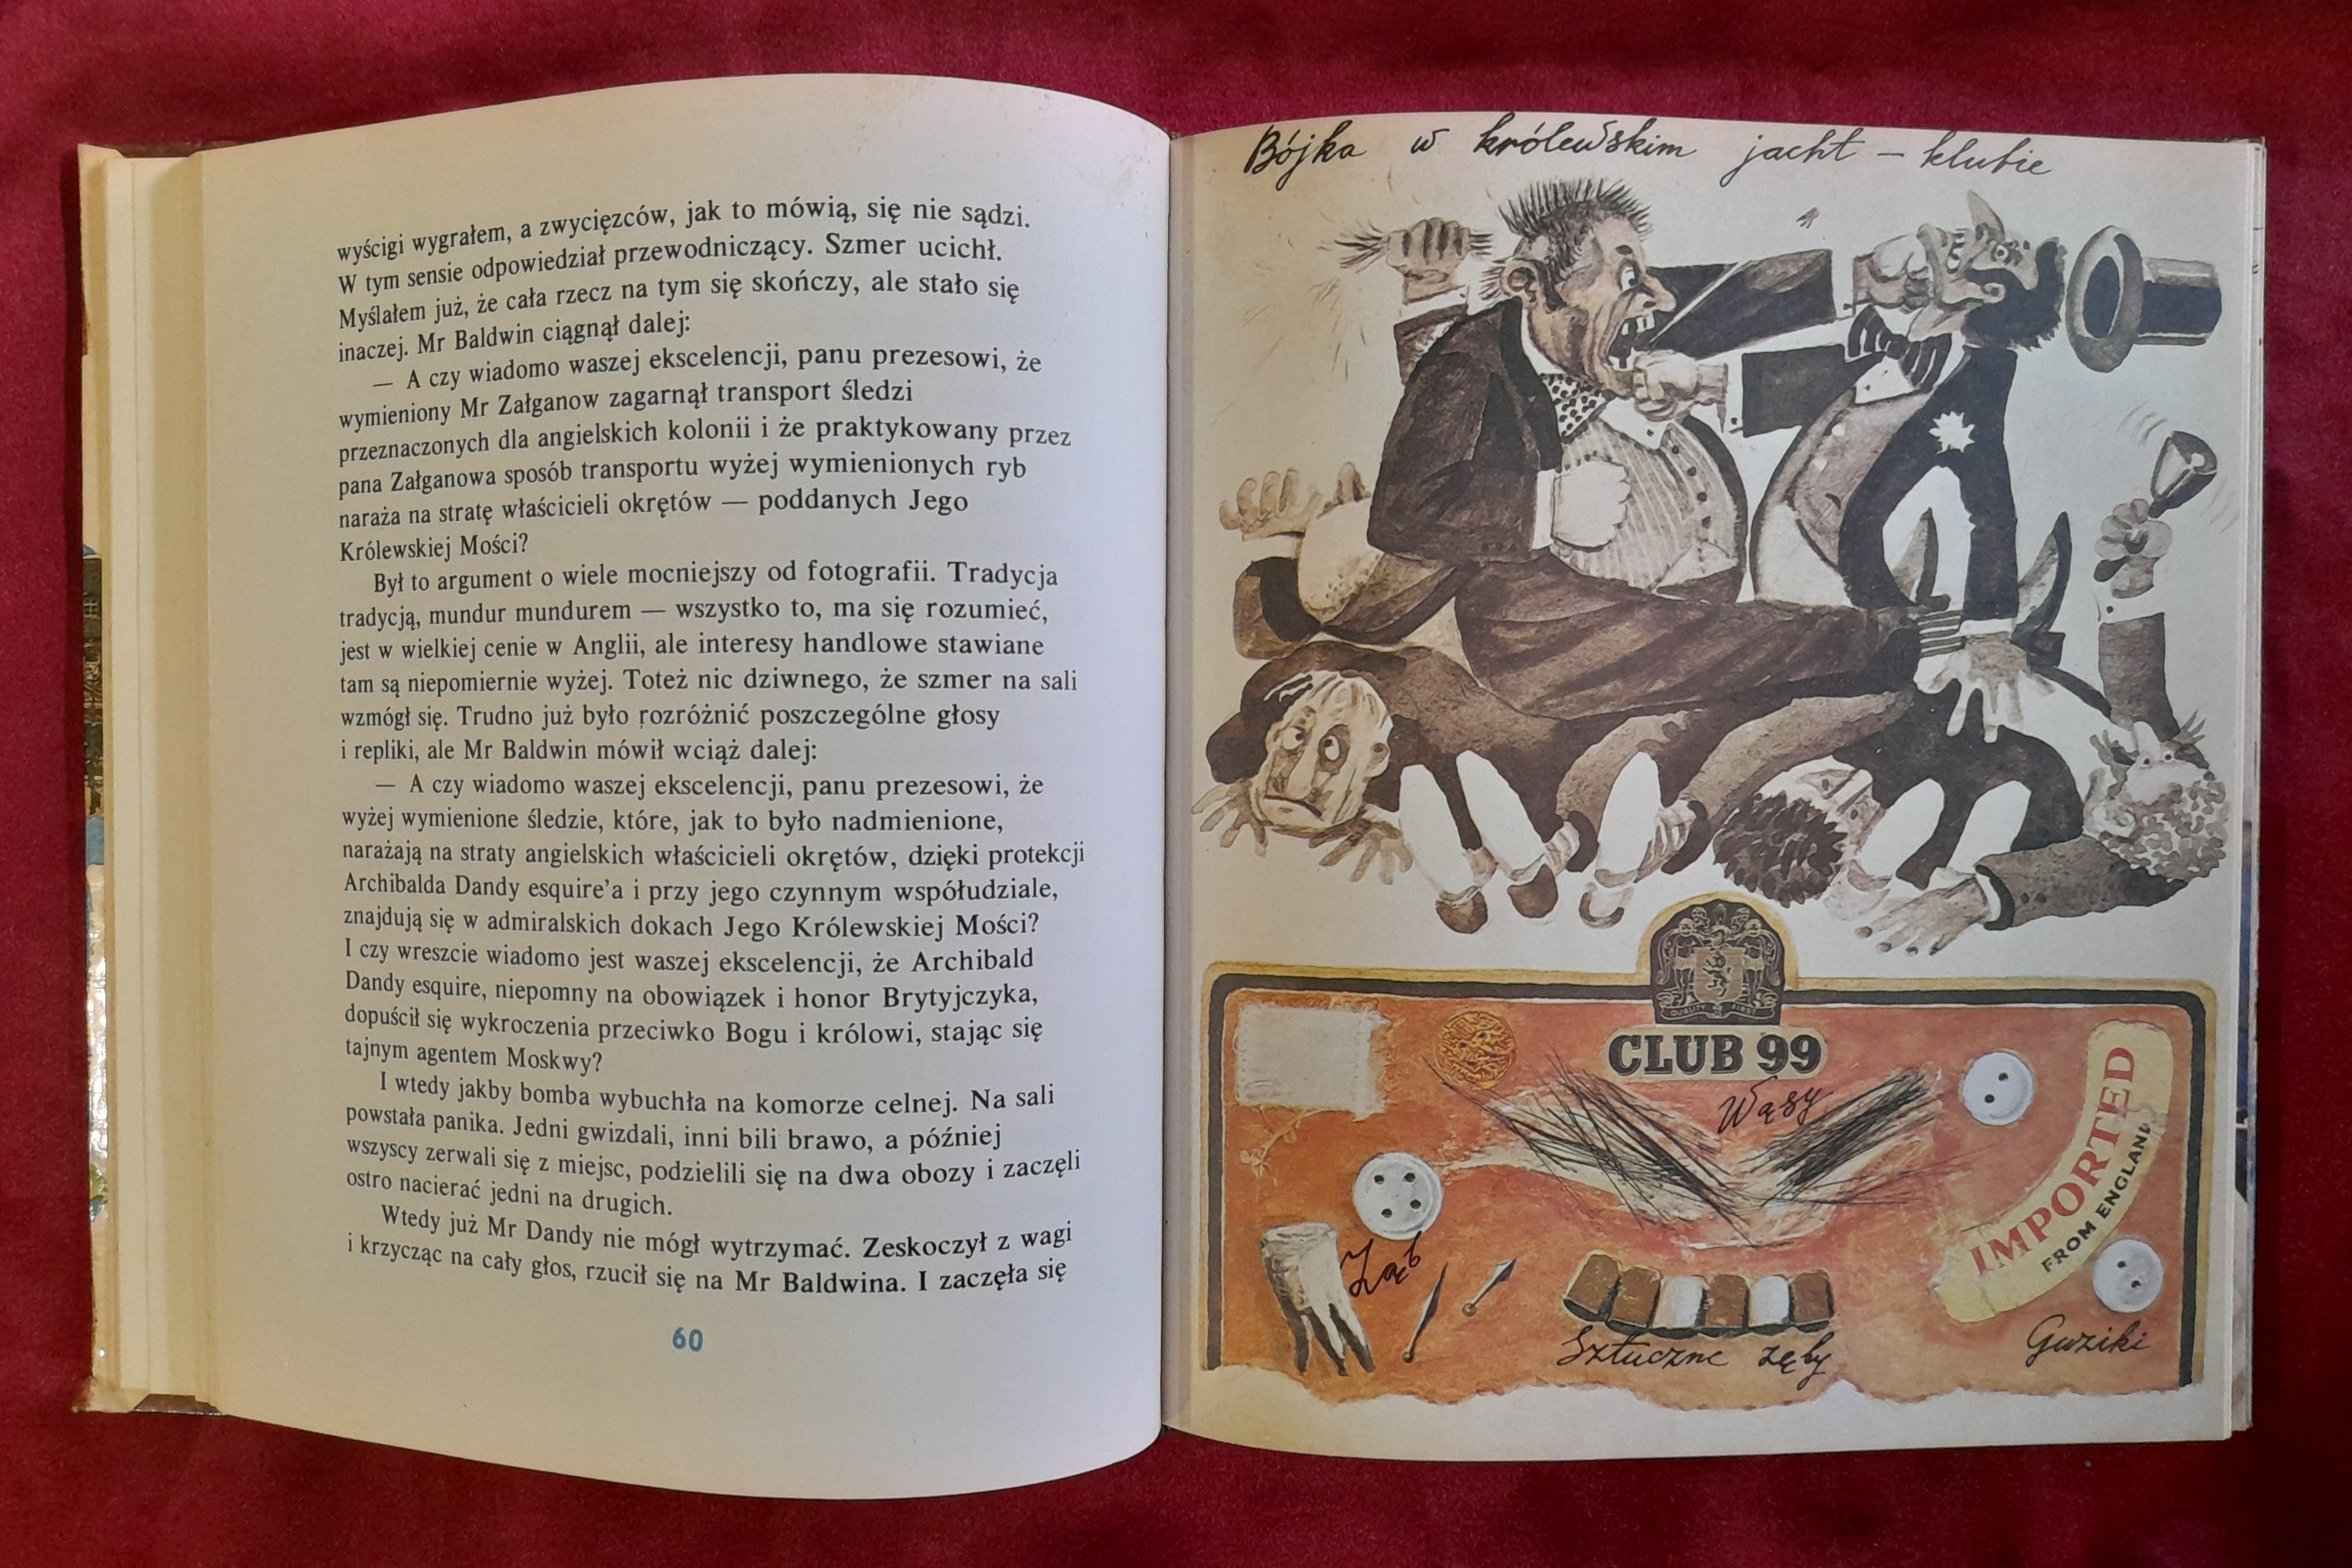 wyścigi wygrałem, a zwycięzców, jak to mówią, się nie sądzi.
W tym sensie odpowiedział przewodniczący. Szmer ucichł.
Myślałem już, że cała rzecz na tym się skończy, ale stało się
inaczej. Mr Baldwin ciągnął dalej:
— A czy wiadomo waszej ekscelencji, panu prezesowi, że
wymieniony Mr Załganow zagarnął transport śledzi
przeznaczonych dla angielskich kolonii i że praktykowany przez
pana Załganowa sposób transportu wyżej wymienionych ryb
naraża na stratę właścicieli okrętów — poddanych Jego
Królewskiej Mości?
Był to argument o wiele mocniejszy od fotografii. Tradycja
tradycją, mundur mundurem — wszystko to, ma się rozumieć,
jest w wielkiej cenie w Anglii, ale interesy handlowe stawiane
tam są niepomiernie wyżej. Toteż nic dziwnego, że szmer na sali
wzmógł się. Trudno już było rozróżnić poszczególne głosy
i repliki, ale Mr Baldwin mówił wciąż dalej:
— A czy wiadomo waszej ekscelencji, panu prezesowi, że
wyżej wymienione śledzie, które, jak to było nadmienione,
narażają na straty angielskich właścicieli okrętów, dzięki protekcji
Archibalda Dandy esquire'a i przy jego czynnym współudziale,
znajdują się w admiralskich dokach Jego Królewskiej Mości?
I czy wreszcie wiadomo jest waszej ekscelencji, że Archibald
Dandy esquire, niepomny na obowiązek i honor Brytyjczyka,
dopuścił się wykroczenia przeciwko Bogu i królowi, stając się
tajnym agentem Moskwy?
I wtedy jakby bomba wybuchła na komorze celnej. Na sali
powstała panika. Jedni gwizdali, inni bili brawo, a później
wszyscy zerwali się z miejsc, podzielili się na dwa obozy i zaczęli
ostro nacierać jedni na drugich.
Wtedy już Mr Dandy nie mógł wytrzymać. Zeskoczył z wagi
i krzycząc na cały głos, rzucił się na Mr Baldwina. I zaczęła się
60
Bójka w królewskim jacht – klubie
QUALITY FIRST
CLUB 99
Wąsy
IMPORTED
FROM ENGLAND
Ząb
Sztuczne zęby
Guziki